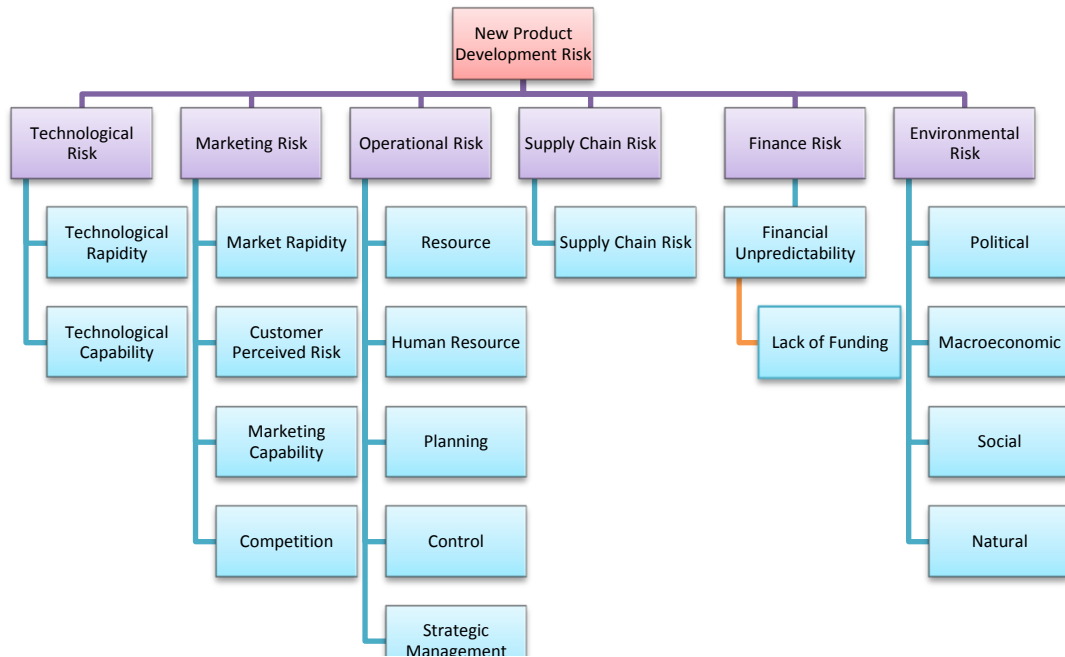 New Product
Development Risk
Technological
Risk
Marketing Risk
Operational Risk
Supply Chain Risk
Finance Risk
Environmental
Risk
Technological
Rapidity
Market Rapidity
Resource
Supply Chain Risk
Financial
Unpredictability
Political
Technological
Capability
Customer
Perceived Risk
Human Resource
Lack of Funding
Macroeconomic
Marketing
Capability
Planning
Social
Competition
Control
Natural
Strategic
Management